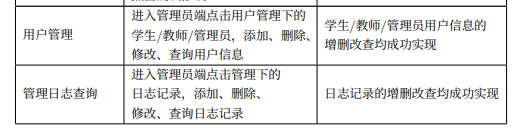 进入管理员端点击用户管理下的
用户管理
学生/教师/管理员,添加、删除、
修改、查询用户信息
学生/教师/管理员用户信息的
增删改查均成功实现
进入管理员端点击管理下的
管理日志查询
日志记录员,添加、删除、
修改、查询日志记录
日志记录的增删改查均成功实现